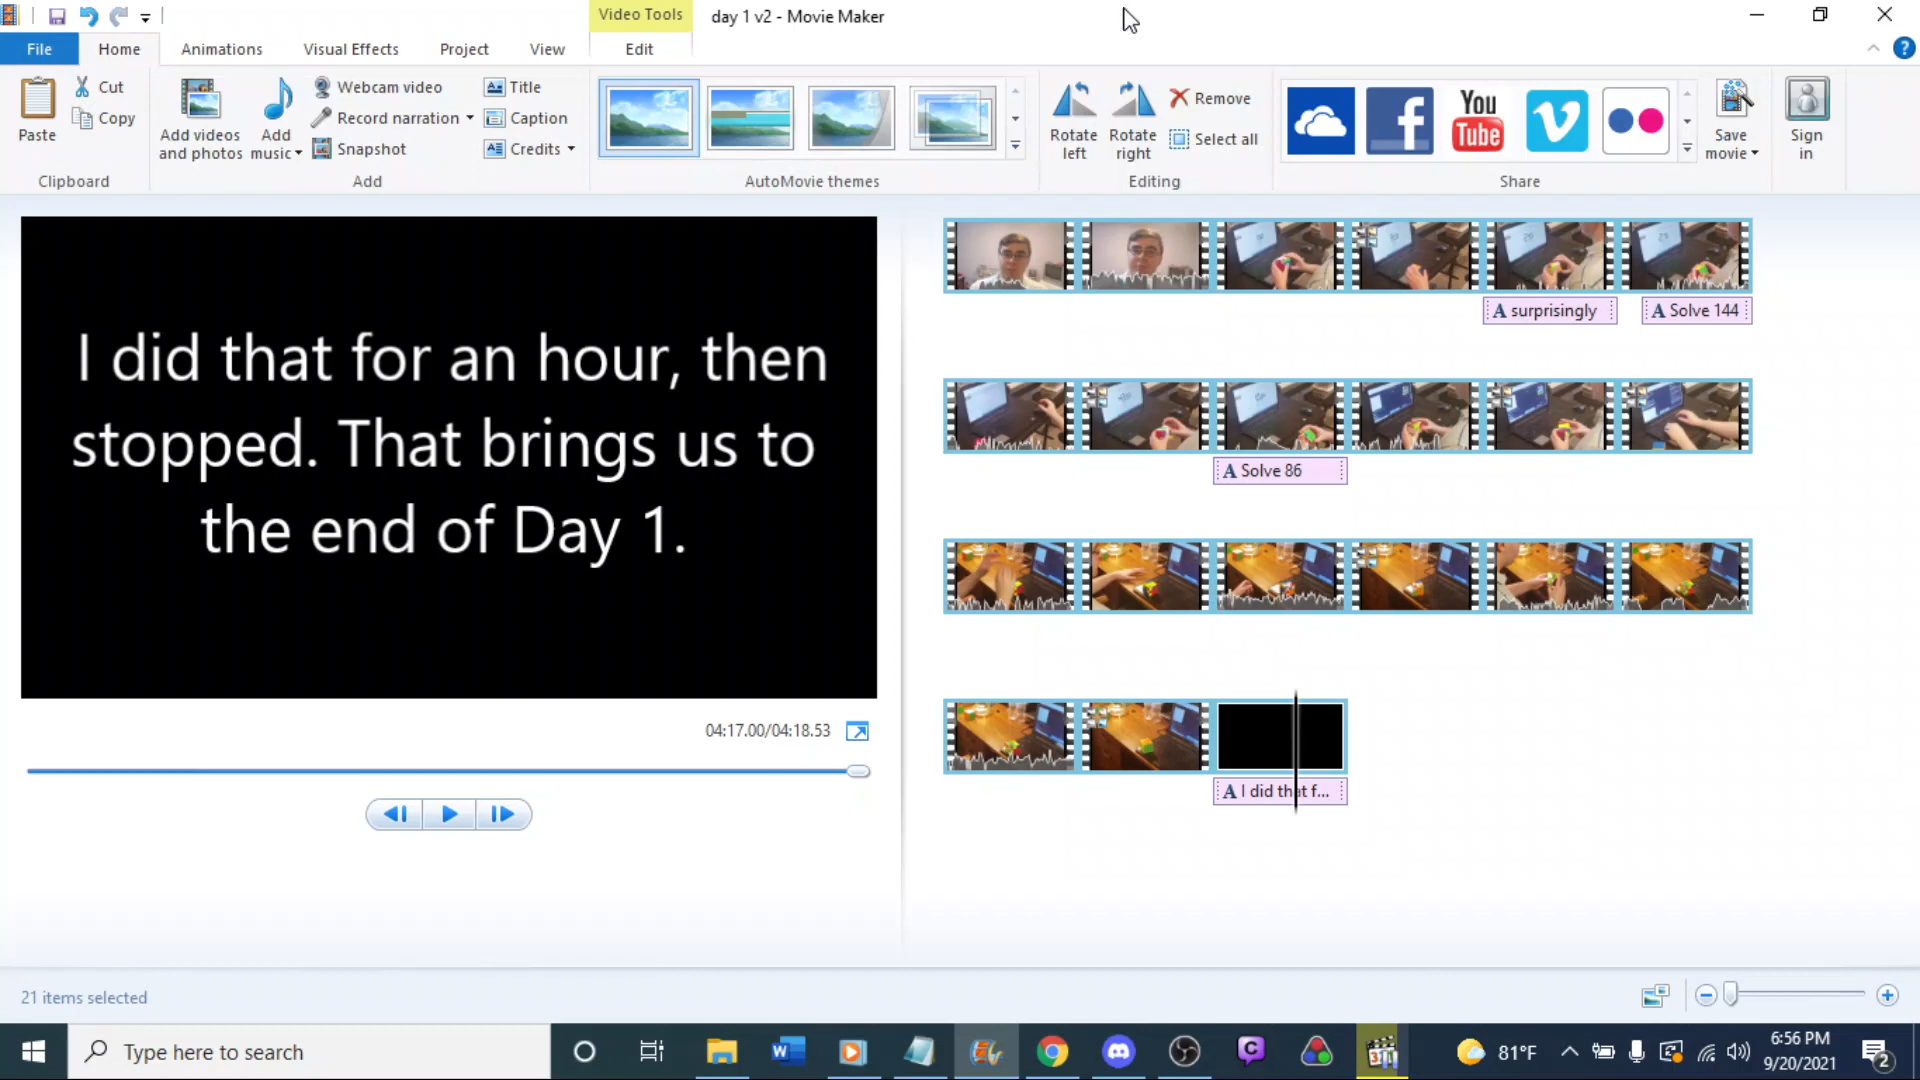 Video Tools
day 1 v2 - Movie Maker
File
Home
Animations
Visual Effects
Project
View
Edit
Paste
Cut
Copy
Clipboard
Add videos
and photos
Add
music
Webcam video
Record narration
Snapshot
Title
Caption
Credits
Add
AutoMovie themes
Rotate
left
Rotate
right
Remove
Select all
Editing
You
Tube
Share
Save
movie
Sign
in
I did that for an hour, then
stopped. That brings us to
the end of Day 1.
04:17.00/04:18.53
A surprisingly
A Solve 144
A Solve 86
A I did that f...
21 items selected
Type here to search
81°F
6:56 PM
9/20/2021
2